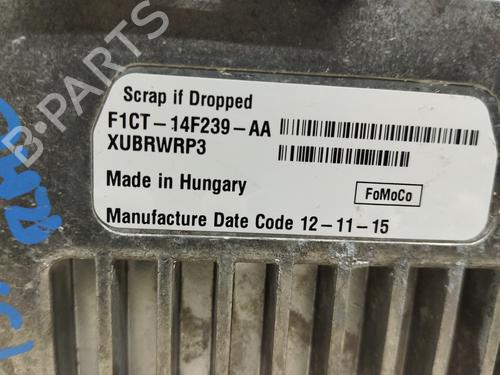 Scrap if Dropped
F1CT-14F239-AA
XUBRWRP3
Made in Hungary
FoMoCo
Manufacture Date Code 12-11-15
B-PARTS